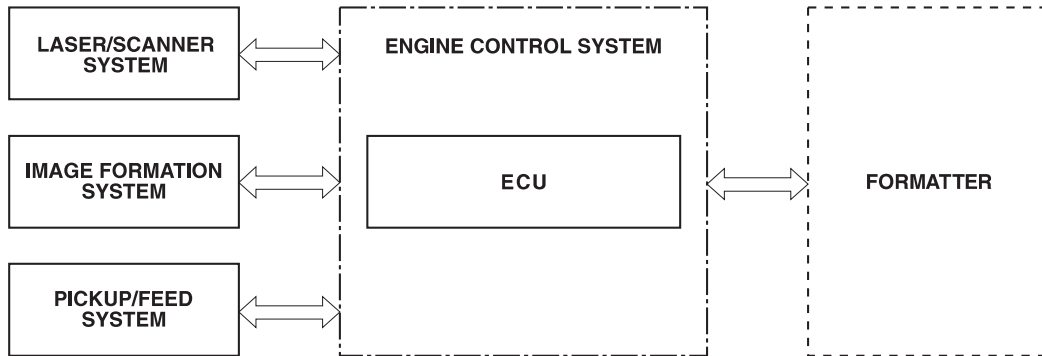 LASER/SCANNER
SYSTEM
ENGINE CONTROL SYSTEM
IMAGE FORMATION
SYSTEM
ECU
FORMATTER
PICKUP/FEED
SYSTEM